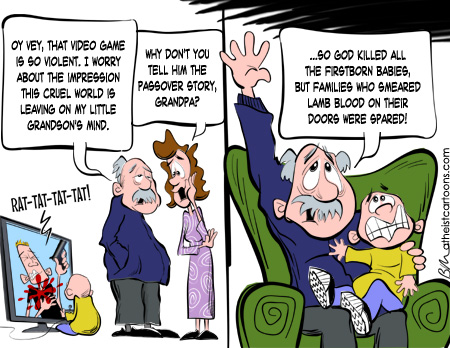 OY VEY, THAT VIDEO GAME
IS SO VIOLENT. I WORRY
ABOUT THE IMPRESSION
THIS CRUEL WORLD IS
LEAVING ON MY LITTLE
GRANDSON'S MIND.
WHY DON'T YOU
TELL HIM THE
PASSOVER STORY,
GRANDPA?
RAT-TAT-TAT-TAT!
...SO GOD KILLED ALL
THE FIRSTBORN BABIES,
BUT FAMILIES WHO SMEARED
LAMB BLOOD ON THEIR
DOORS WERE SPARED!
atheistcartoons.com